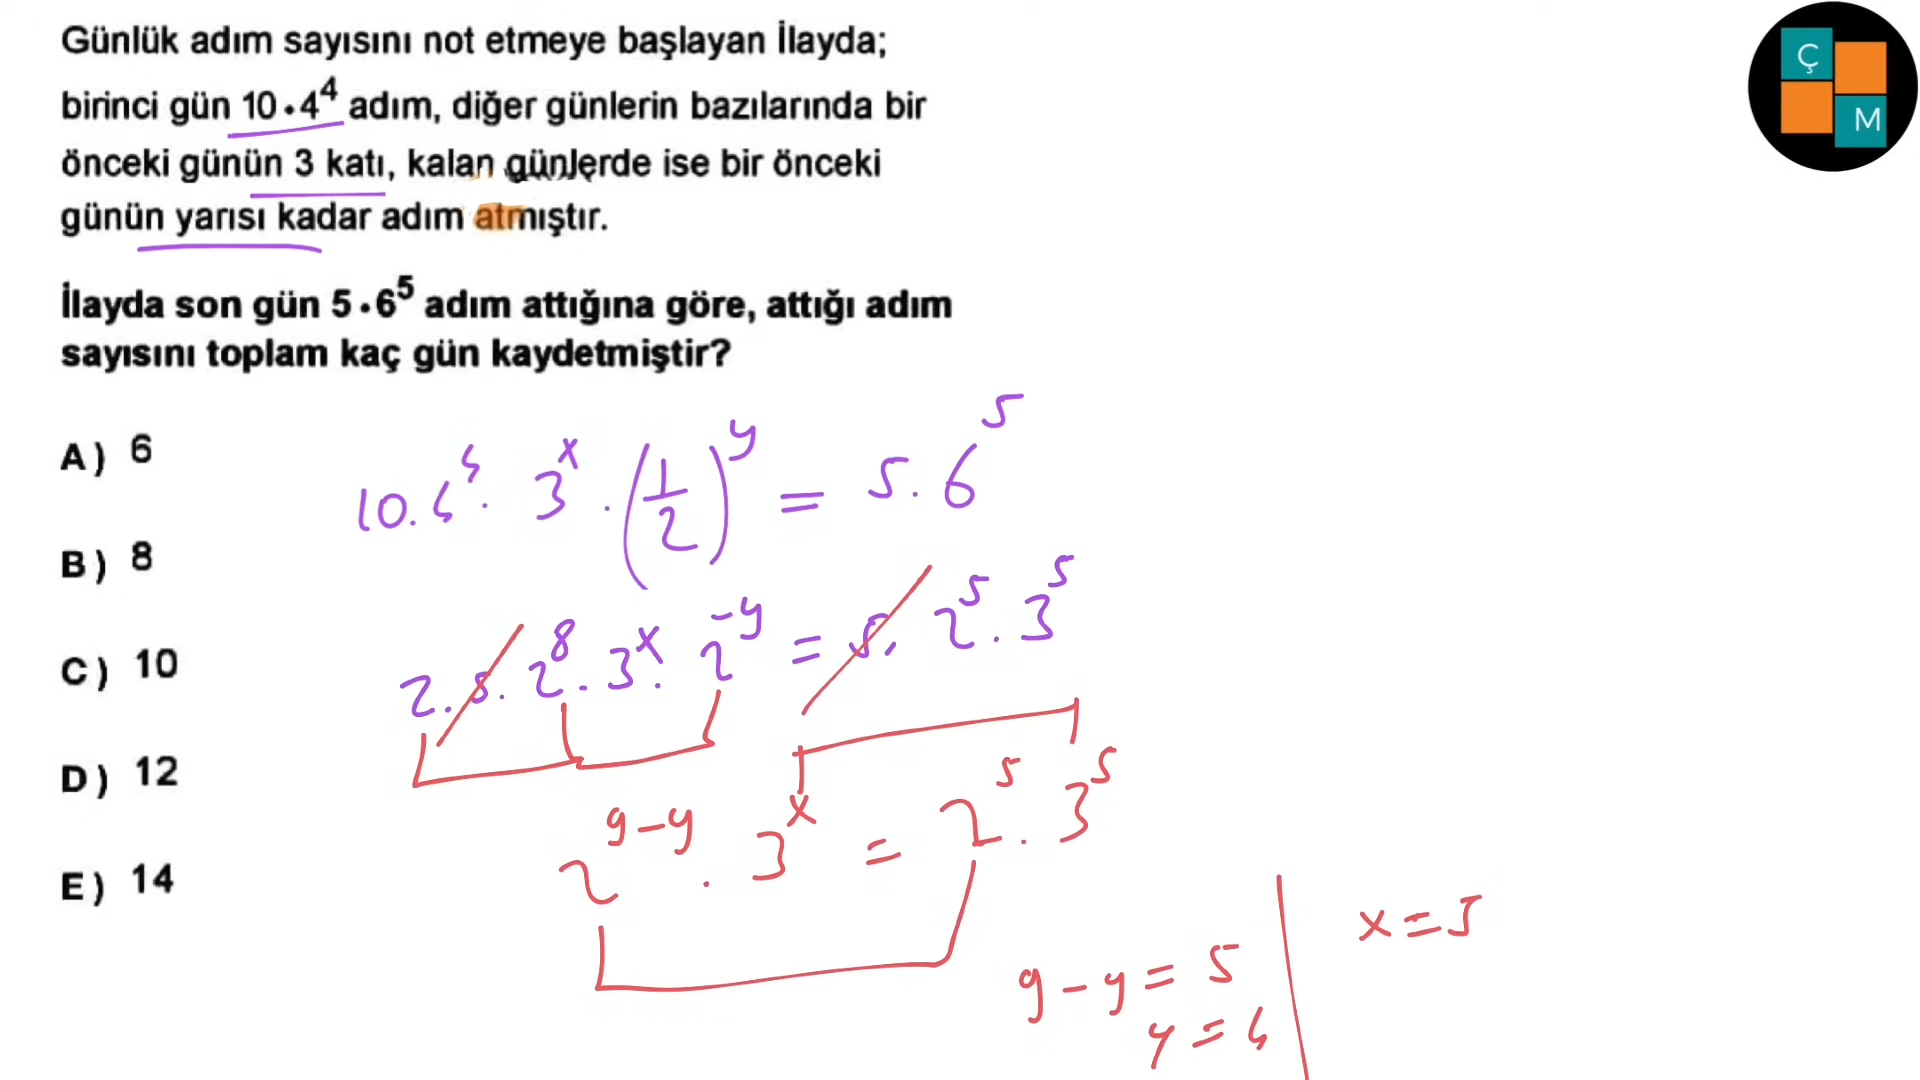 Günlük adım sayısını not etmeye başlayan İlayda;
birinci gün 10•4⁴ adım, diğer günlerin bazılarında bir
önceki günün 3 katı, kalan günlerde ise bir önceki
günün yarısı kadar adım atmıştır.
İlayda son gün 5•6⁵ adım attığına göre, attığı adım
sayısını toplam kaç gün kaydetmiştir?
A) 6
B) 8
C) 10
D) 12
E) 14
10.4⁴. 3ˣ . (1/2)ʸ = 5.6⁵
2.5.2⁸.3ˣ.2⁻ʸ = 5. 2⁵.3⁵
2⁹⁻ʸ . 3ˣ = 2⁵.3⁵
9-y = 5
y = 4
x = 5
Ç
M